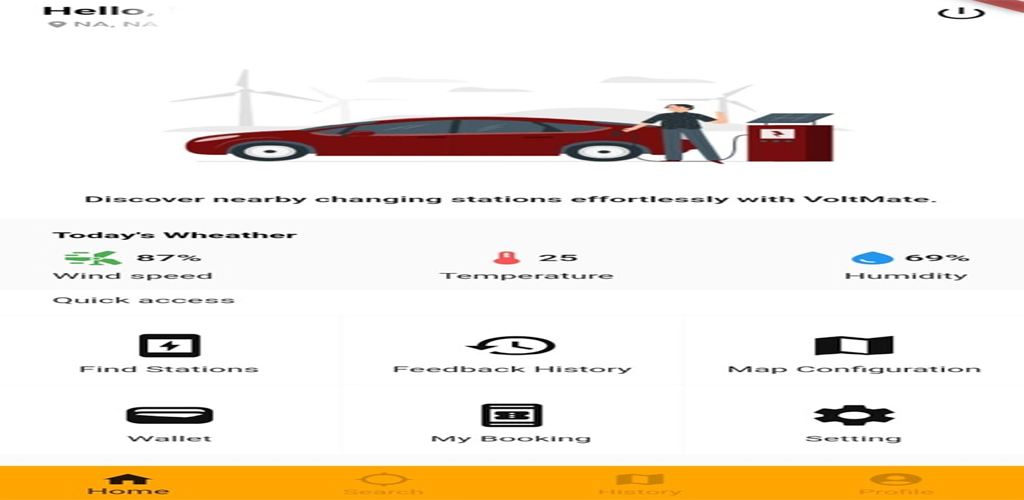 Hello,
NA, NA
Discover nearby changing stations effortlessly with VoltMate.
Today's Wheather
87% 25 69%
Wind speed Temperature Humidity
Quick access
Find Stations Feedback History Map Configuration
Wallet My Booking Setting
Home Search History Profile